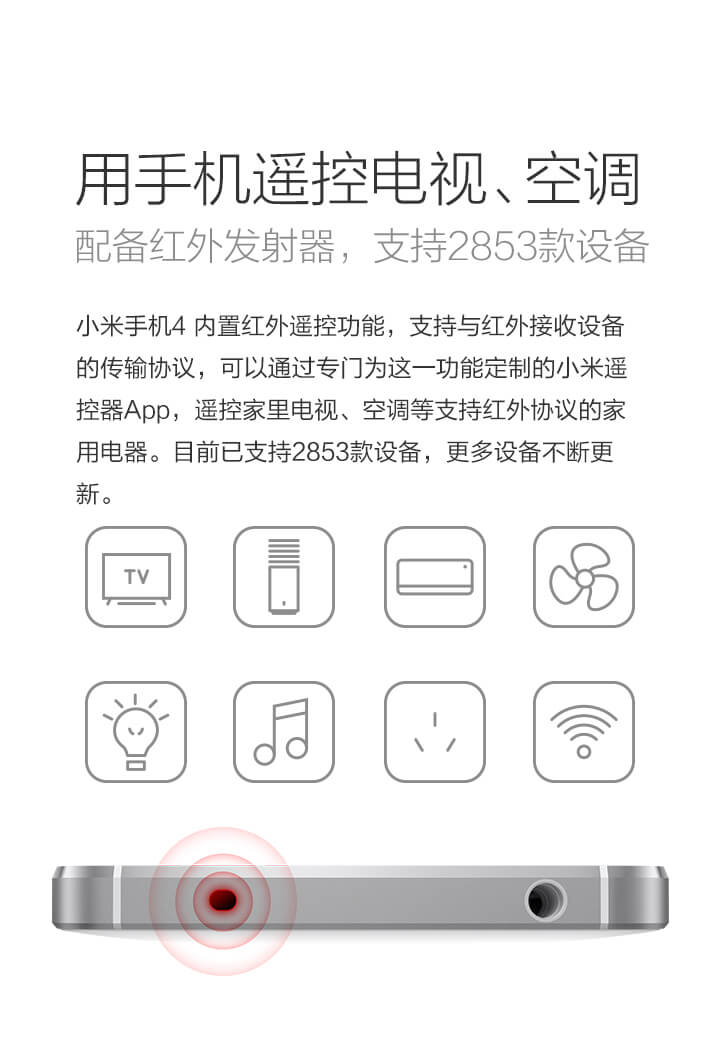 用手机遥控电视、空调
配备红外发射器，支持2853款设备
小米手机4 内置红外遥控功能，支持与红外接收设备
的传输协议，可以通过专门为这一功能定制的小米遥
控器App，遥控家里电视、空调等支持红外协议的家
用电器。目前已支持2853款设备，更多设备不断更
新。
TV